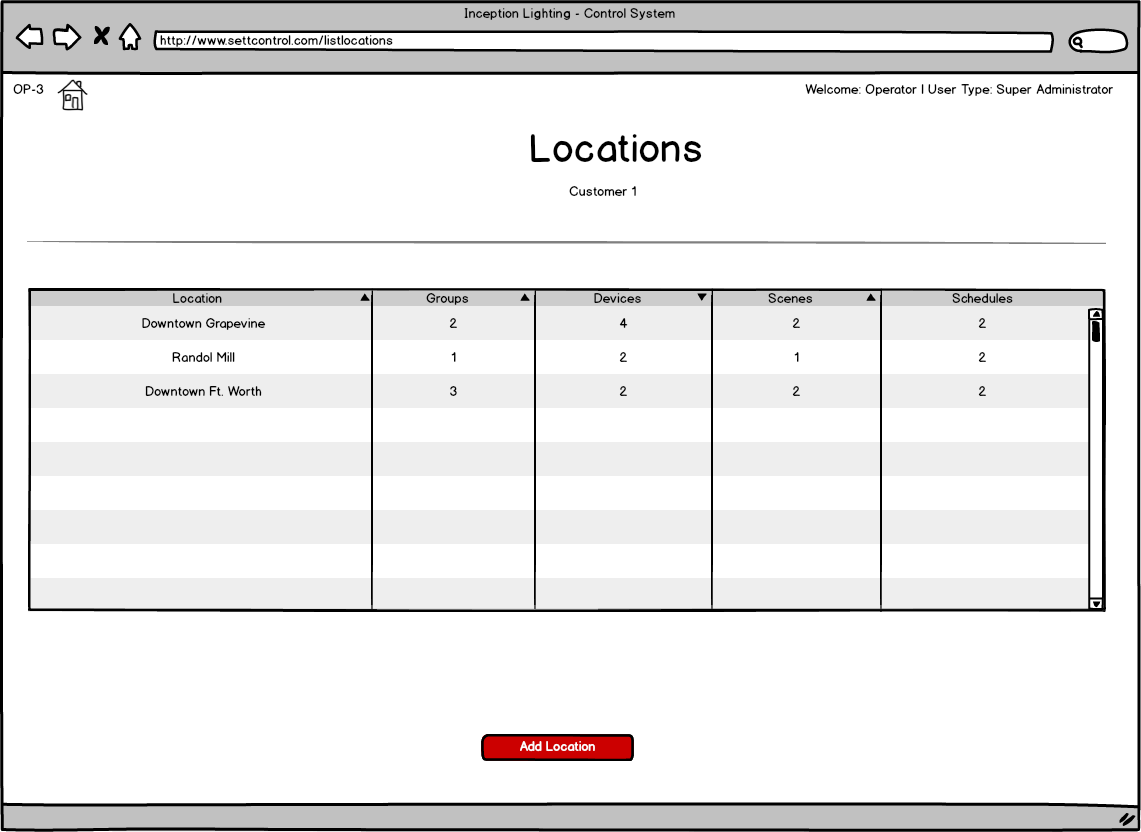 Inception Lighting - Control System
http://www.settcontrol.com/listlocations
OP-3
Welcome: Operator | User Type: Super Administrator
Locations
Customer 1
Location Groups Devices Scenes Schedules
Downtown Grapevine 2 4 2 2
Randol Mill 1 2 1 2
Downtown Ft. Worth 3 2 2 2
Add Location